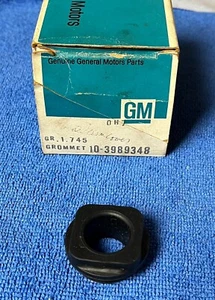 Motors
Genuine General Motors Parts
GM
GR. 1.745
GROMMET 10-3989348